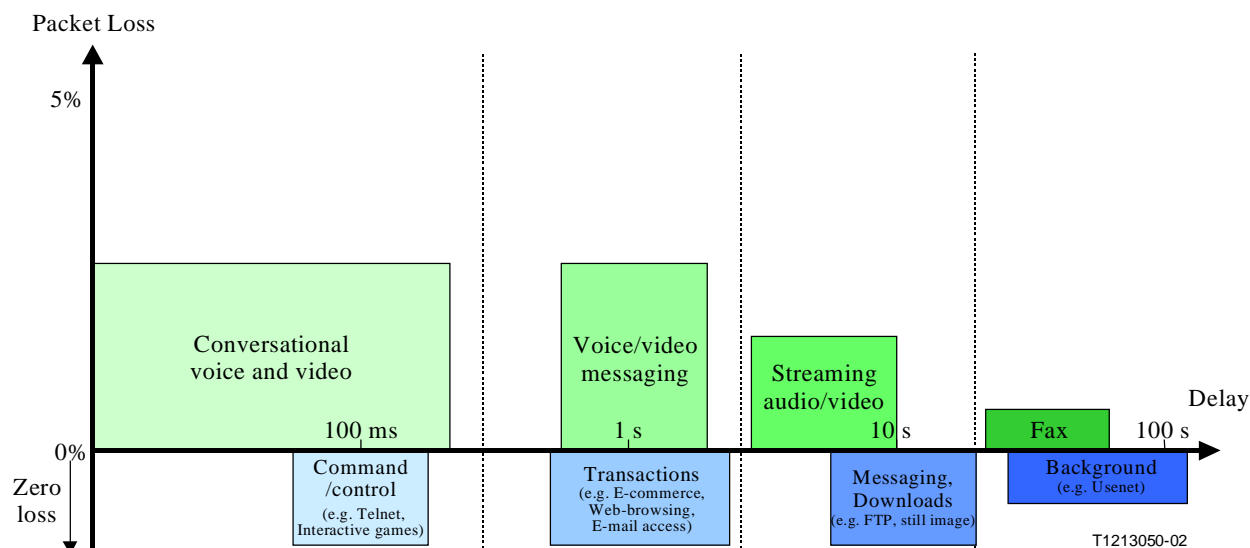 Packet Loss
5%
Conversational
voice and video
Voice/video
messaging
Streaming
audio/video
Delay
100 ms
1 s
10 s
Fax
100 s
0%
Zero
loss
Command
/control
(e.g. Telnet,
Interactive games)
Transactions
(e.g. E-commerce,
Web-browsing,
E-mail access)
Messaging,
Downloads
(e.g. FTP, still image)
Background
(e.g. Usenet)
T1213050-02